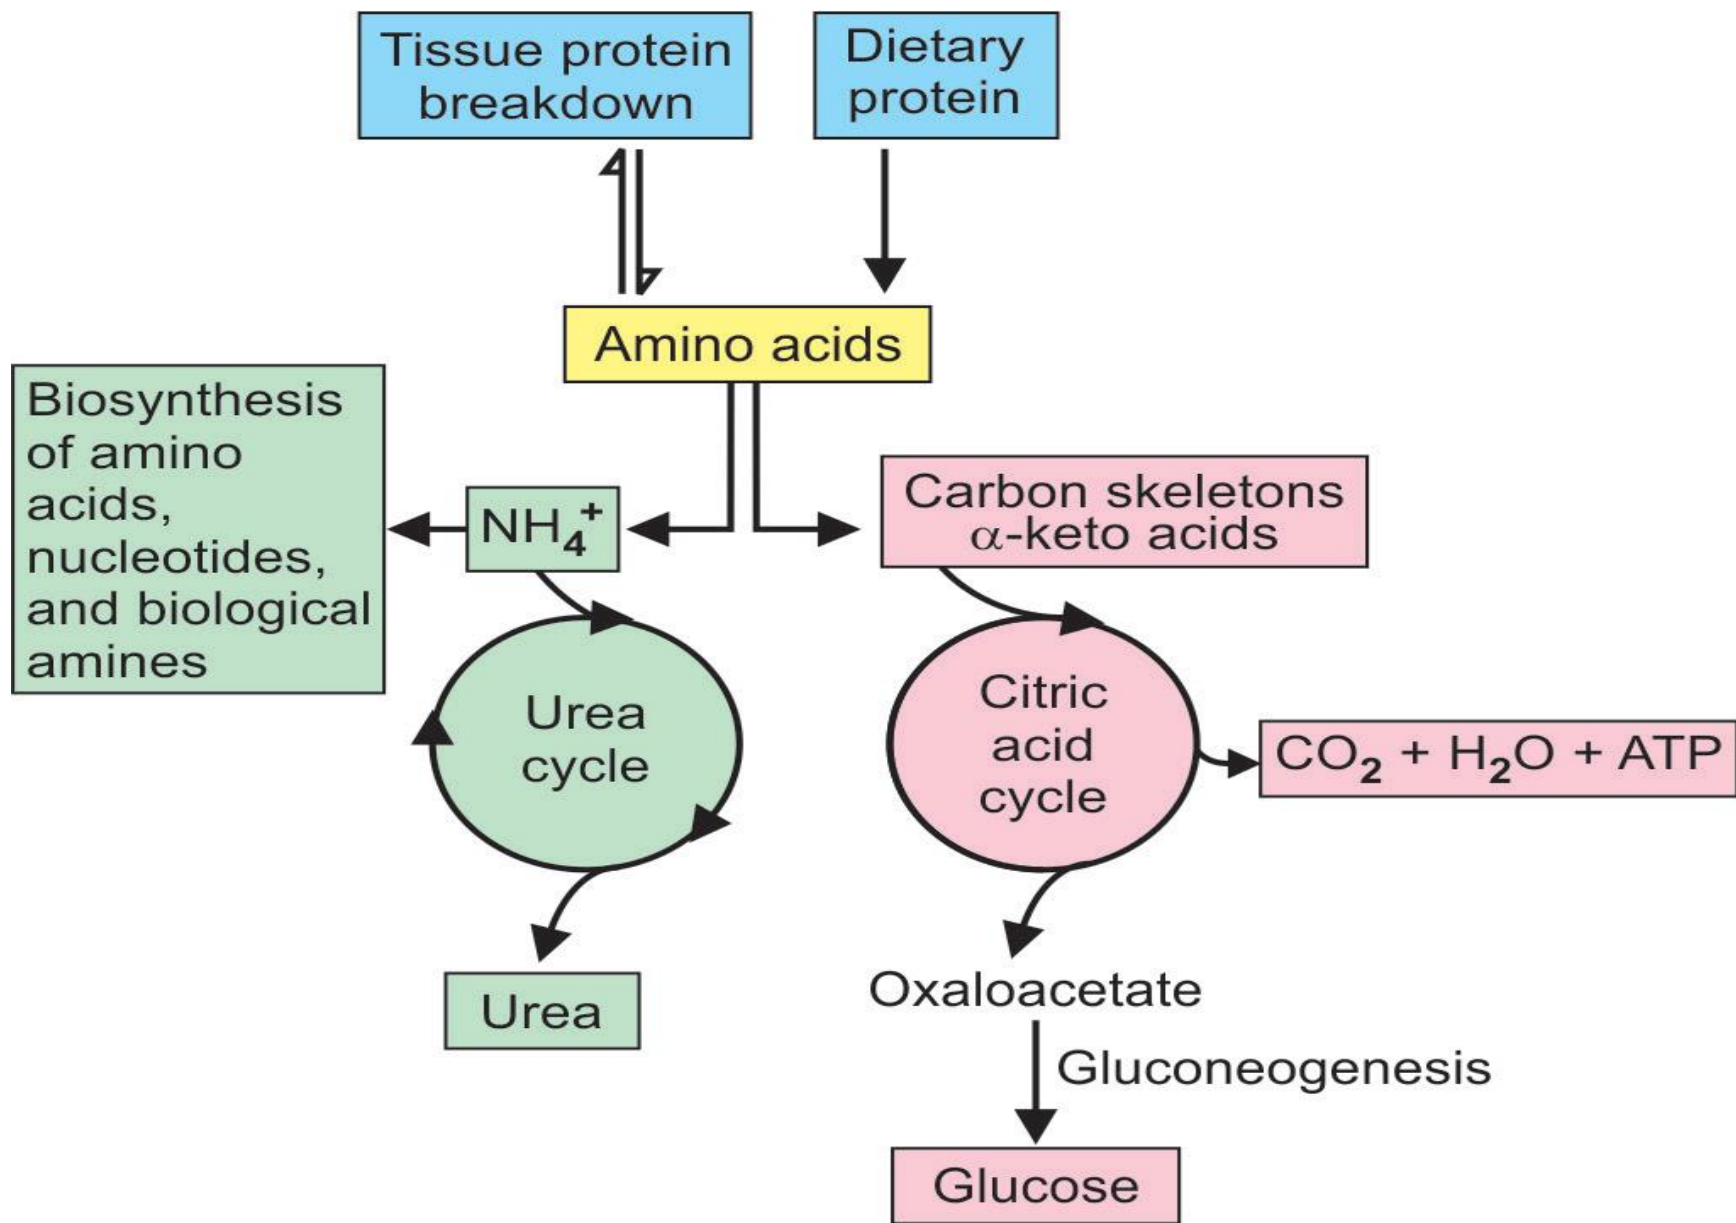 Tissue protein
breakdown
Dietary
protein
Amino acids
Biosynthesis
of amino
acids,
nucleotides,
and biological
amines
NH₄⁺
Carbon skeletons
α-keto acids
Urea
cycle
Citric
acid
cycle
CO₂ + H₂O + ATP
Urea
Oxaloacetate
Gluconeogenesis
Glucose